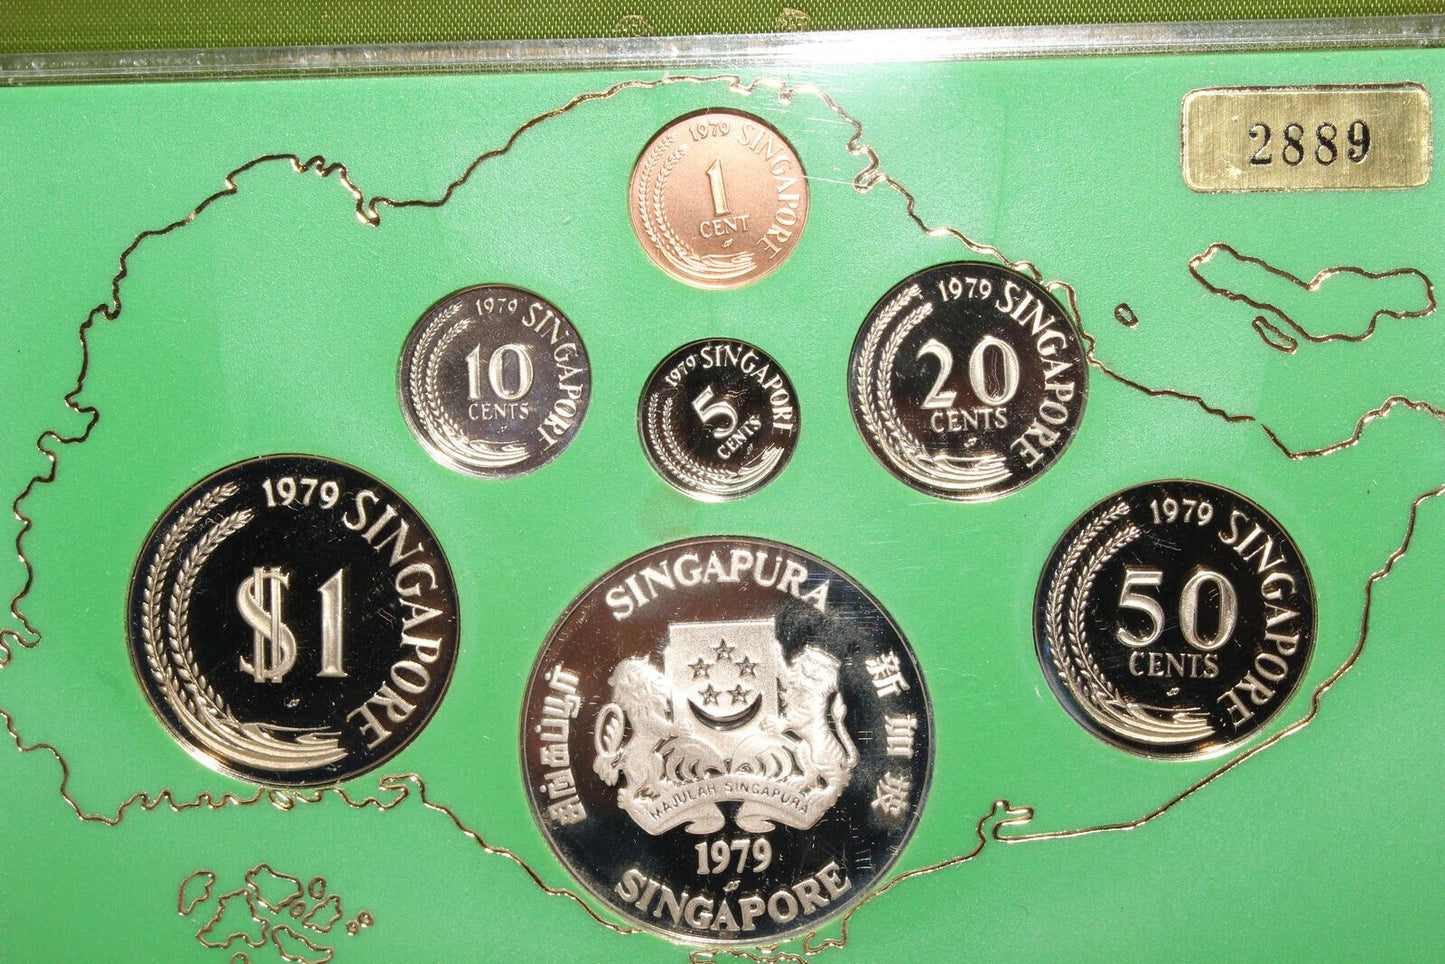 2889
1979 SINGAPORE
1
CENT
1979 SINGAPORE
10
CENTS
1979 SINGAPORE
5
CENTS
1979 SINGAPORE
20
CENTS
1979 SINGAPORE
$1
1979 SINGAPORE
50
CENTS
SINGAPURA
சிங்கப்பூர்
新加坡
MAJULAH SINGAPURA
1979
SINGAPORE